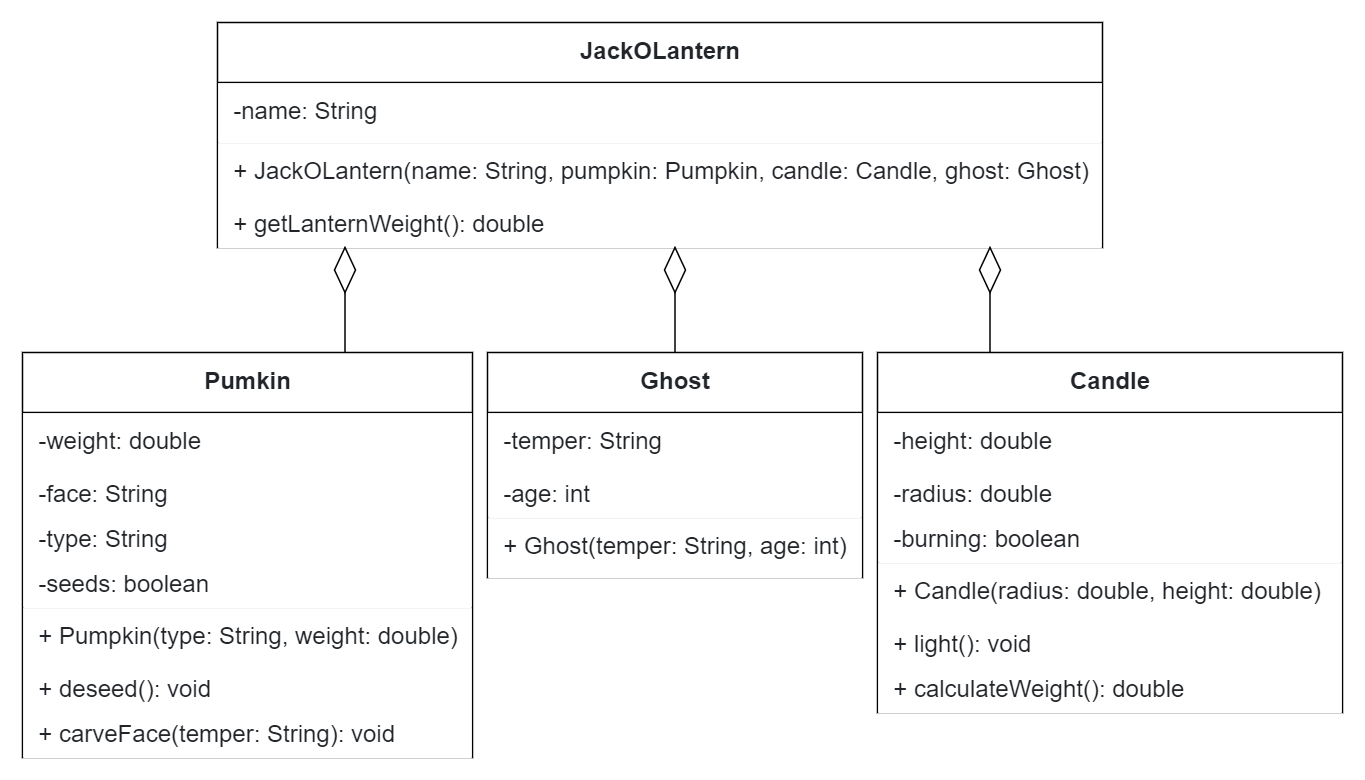 JackOLantern
-name: String
+ JackOLantern(name: String, pumpkin: Pumpkin, candle: Candle, ghost: Ghost)
+ getLanternWeight(): double
Pumkin
-weight: double
-face: String
-type: String
-seeds: boolean
+ Pumpkin(type: String, weight: double)
+ deseed(): void
+ carveFace(temper: String): void
Ghost
-temper: String
-age: int
+ Ghost(temper: String, age: int)
Candle
-height: double
-radius: double
-burning: boolean
+ Candle(radius: double, height: double)
+ light(): void
+ calculateWeight(): double